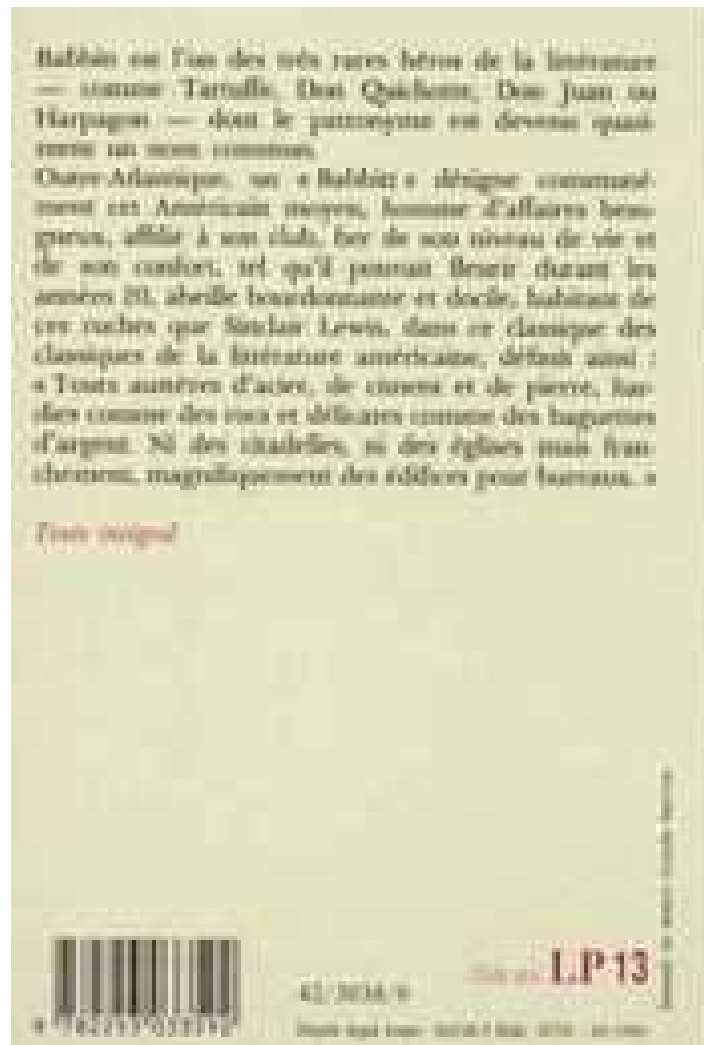 Babbitt est l'un des très rares héros de la littérature
— comme Tartuffe, Don Quichotte, Don Juan ou
Harpagon — dont le patronyme est devenu quasi-
ment un nom commun.
Outre-Atlantique, un « Babbitt » désigne communé-
ment cet Américain moyen, homme d'affaires beso-
gneux, affilié à son club, fier de son niveau de vie et
de son confort, tel qu'il pouvait fleurir durant les
années 20, abeille bourdonnante et docile, habitant de
ces ruches que Sinclair Lewis, dans ce classique des
classiques de la littérature américaine, définit ainsi :
« Tours austères d'acier, de ciment et de pierre, har-
dies comme des rocs et délicates comme des baguettes
d'argent. Ni des citadelles, ni des églises mais fran-
chement, magnifiquement des édifices pour bureaux. »
Texte intégral
LP 13